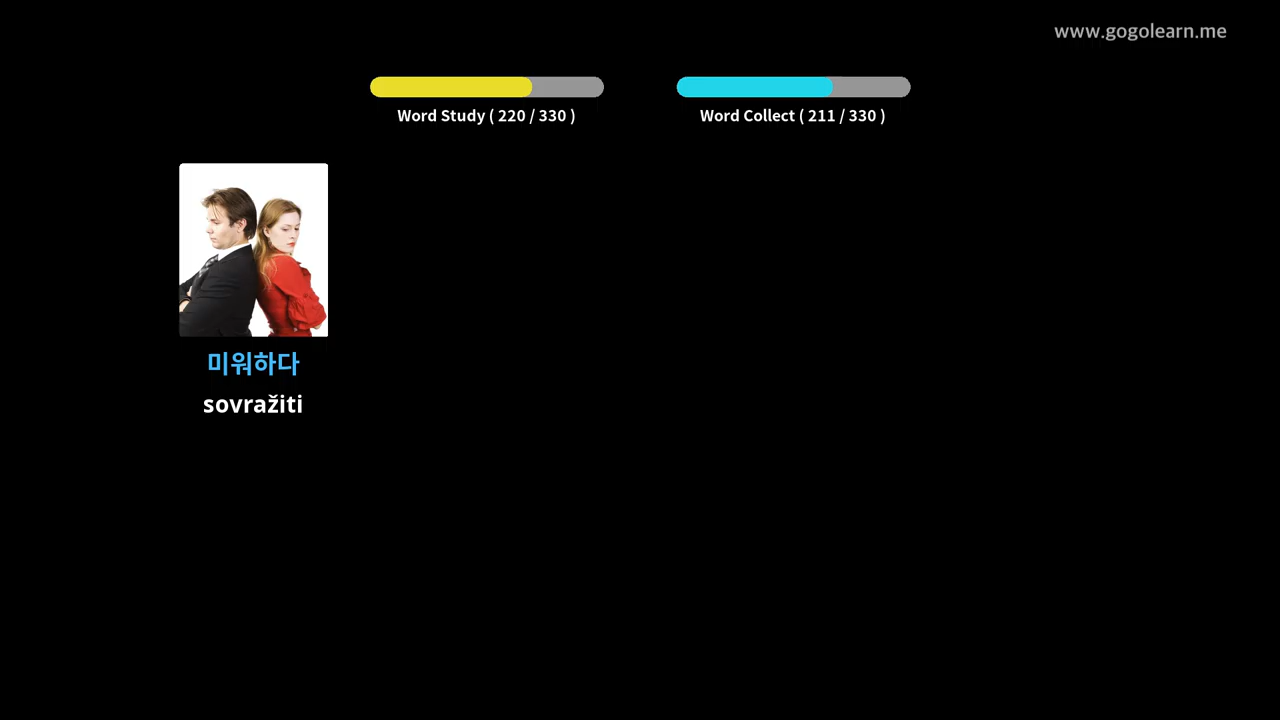 www.gogolearn.me
Word Study ( 220 / 330 )
Word Collect ( 211 / 330 )
미워하다
sovražiti